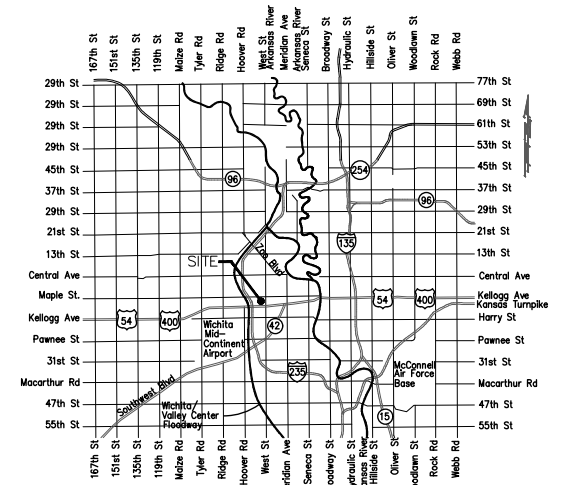 167th St
151st St
135th St
119th St
Maize Rd
Tyler Rd
Ridge Rd
Hoover Rd
West St
Arkansas River
Meridian Ave
Arkansas River
Seneca St
Broadway St
Hydraulic St
Hillside St
Oliver St
Woodlawn St
Rock Rd
Webb Rd
29th St
29th St
29th St
29th St
45th St
37th St
29th St
21st St
13th St
Central Ave
Maple St.
Kellogg Ave
Pawnee St
31st St
Macarthur Rd
47th St
55th St
77th St
69th St
61th St
53th St
45th St
37th St
29th St
21st St
13th St
Central Ave
Kellogg Ave
Kansas Turnpike
Harry St
Pawnee St
31st St
Macarthur Rd
47th St
55th St
96
254
96
135
SITE
Zoo Blvd
54
400
54
400
42
Wichita
Mid-
Continent
Airport
235
McConnell
Air Force
Base
Southwest Blvd
Wichita/
Valley Center
Floodway
15
167th St
151st St
135th St
119th St
Maize Rd
Tyler Rd
Ridge Rd
Hoover Rd
West St
ridian Ave
Seneca St
oadway St
draulic St
nsas River
Hillside St
Oliver St
odlawn St
Rock Rd
Webb Rd